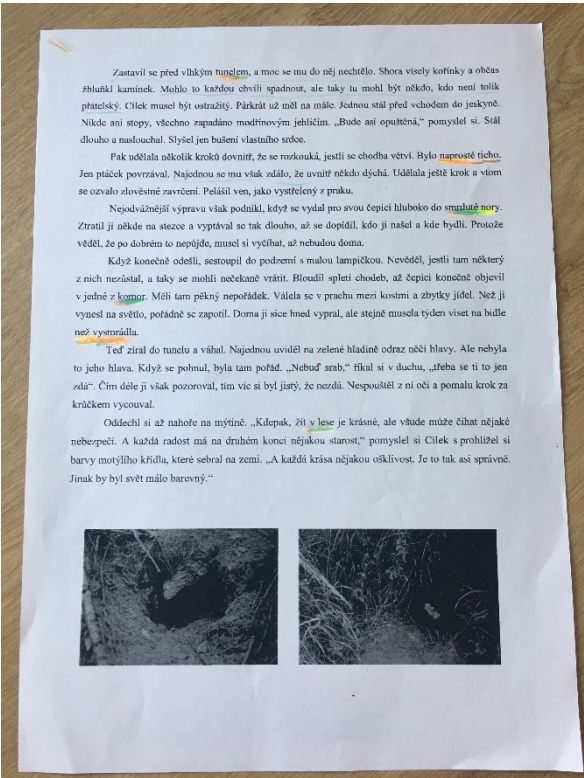 Zastavil se před vlhkým tunelem, a moc se mu do něj nechtělo. Shora visely kořínky a občas
žbluňkl kamínek. Mohlo to každou chvíli spadnout, ale taky tu mohl být někdo, kdo není tolik
přátelský. Cílek musel být ostražitý. Párkrát už měl na mále. Jednou stál před vchodem do jeskyně.
Nikde ani stopy, všechno zapadáno modřínovým jehličím. „Bude asi opuštěná,“ pomyslel si. Stál
dlouho a naslouchal. Slyšel jen bušení vlastního srdce.
Pak udělala několik kroků dovnitř, že se rozkouká, jestli se chodba větví. Bylo naprosté ticho.
Jen ptáček povrzával. Najednou se mu však zdálo, že uvnitř někdo dýchá. Udělala ještě krok a vtom
se ozvalo zlověstné zavrčení. Pelášil ven, jako vystřelený z praku.
Nejodvážnější výpravu však podnikl, když se vydal pro svou čepici hluboko do smrduté nory.
Ztratil ji někde na stezce a vyptával se tak dlouho, až se dopídil, kdo ji našel a kde bydlí. Protože
věděl, že po dobrém to nepůjde, musel si vyčíhat, až nebudou doma.
Když konečně odešli, sestoupil do podzemí s malou lampičkou. Nevěděl, jestli tam některý
z nich nezůstal, a taky se mohli nečekaně vrátit. Bloudil spletí chodeb, až čepici konečně objevil
v jedné z komor. Měli tam pěkný nepořádek. Válela se v prachu mezi kostmi a zbytky jídel. Než ji
vynesl na světlo, pořádně se zapotil. Doma ji sice hned vypral, ale stejně musela týden viset na bidle
než vysmrádla.
Teď zíral do tunelu a váhal. Najednou uviděl na zelené hladině odraz něčí hlavy. Ale nebyla
to jeho hlava. Když se pohnul, byla tam pořád. „Nebuď srab,“ říkal si v duchu, „třeba se ti to jen
zdá“. Čím déle ji však pozoroval, tím víc si byl jistý, že nezdá. Nespouštěl z ní oči a pomalu krok za
krůčkem vycouval.
Oddechl si až nahoře na mýtině. „Kdepak, žít v lese je krásné, ale všude může číhat nějaké
nebezpečí. A každá radost má na druhém konci nějakou starost,“ pomyslel si Cílek s prohlížel si
barvy motýlího křídla, které sebral na zemi. „A každá krása nějakou ošklivost. Je to tak asi správně.
Jinak by byl svět málo barevný.“